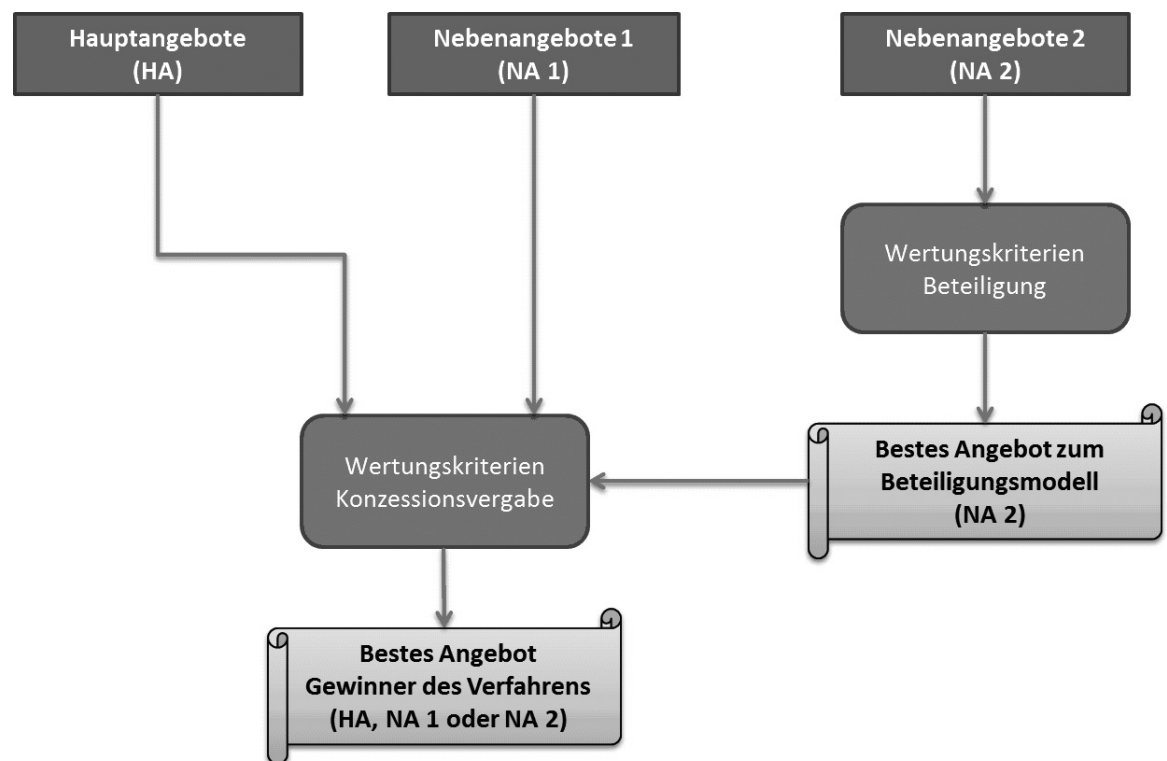 Hauptangebote
(HA)
Nebenangebote 1
(NA 1)
Nebenangebote 2
(NA 2)
Wertungskriterien
Beteiligung
Wertungskriterien
Konzessionsvergabe
Bestes Angebot zum
Beteiligungsmodell
(NA 2)
Bestes Angebot
Gewinner des Verfahrens
(HA, NA 1 oder NA 2)